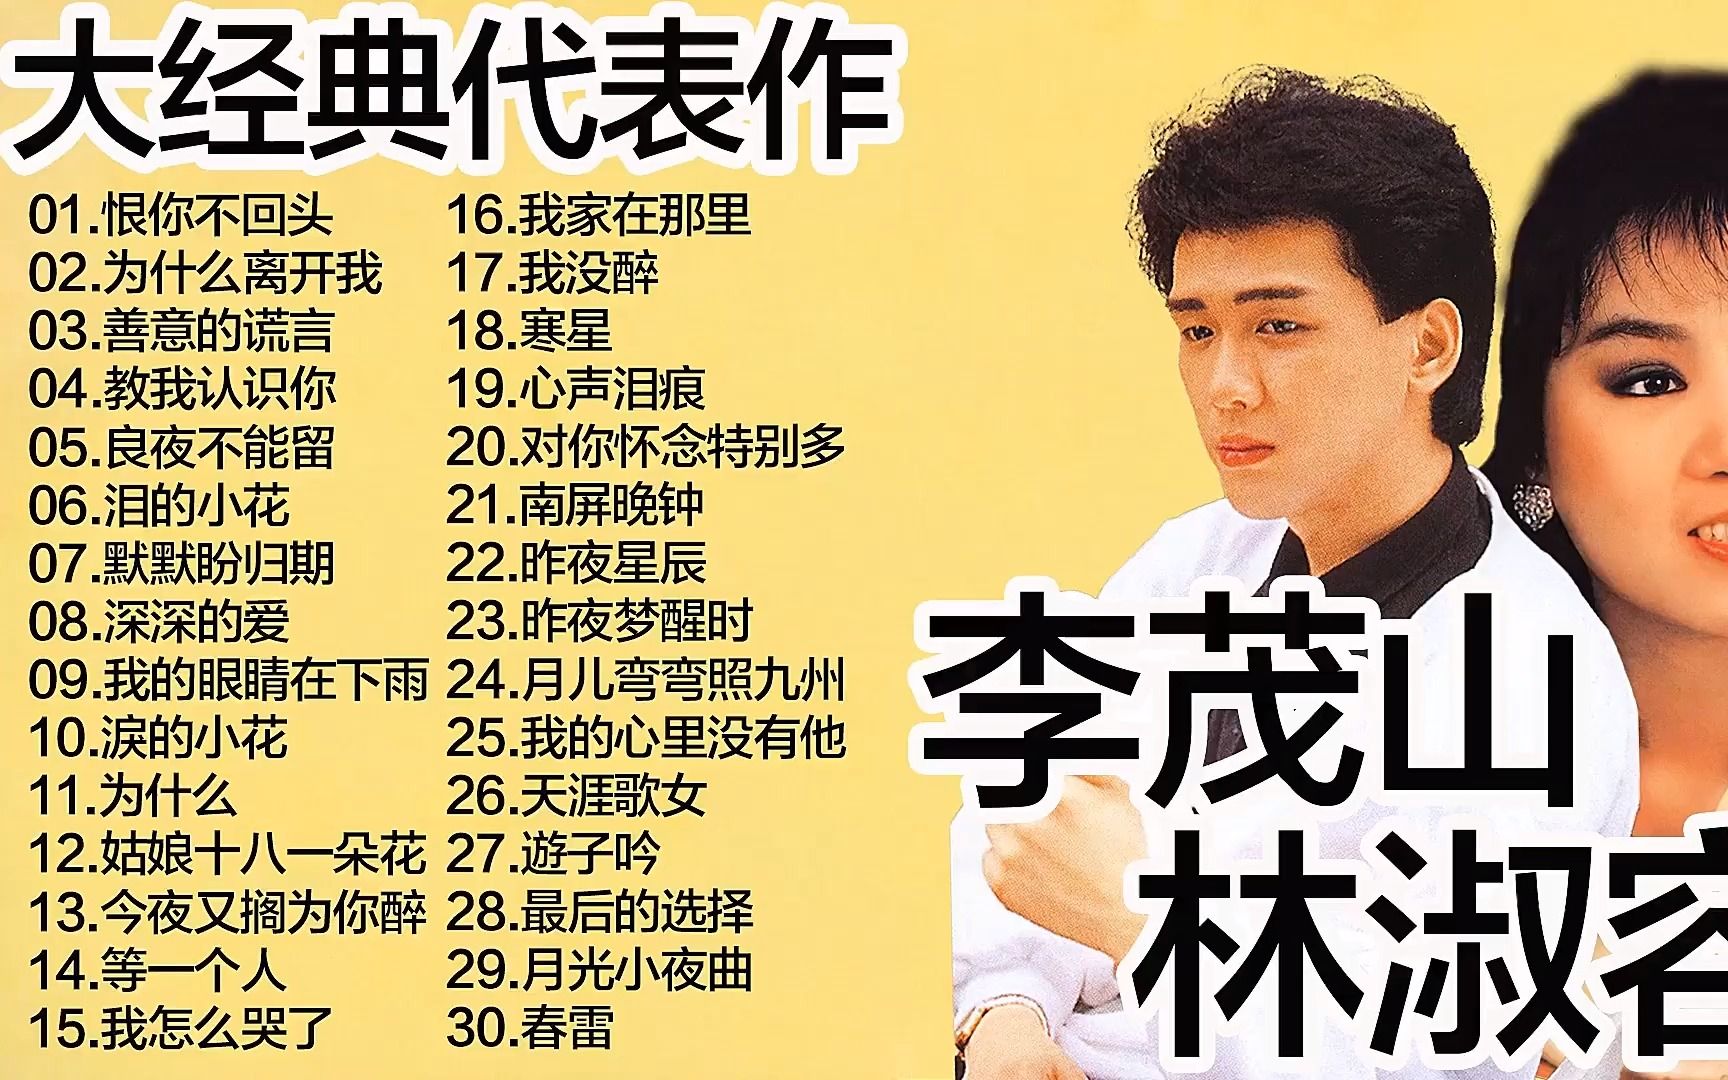 大经典代表作
01.恨你不回头
02.为什么离开我
03.善意的谎言
04.教我认识你
05.良夜不能留
06.泪的小花
07.默默盼归期
08.深深的爱
09.我的眼睛在下雨
10.淚的小花
11.为什么
12.姑娘十八一朵花
13.今夜又搁为你醉
14.等一个人
15.我怎么哭了
16.我家在那里
17.我没醉
18.寒星
19.心声泪痕
20.对你怀念特别多
21.南屏晚钟
22.昨夜星辰
23.昨夜梦醒时
24.月儿弯弯照九州
25.我的心里没有他
26.天涯歌女
27.遊子吟
28.最后的选择
29.月光小夜曲
30.春雷
李茂山
林淑容